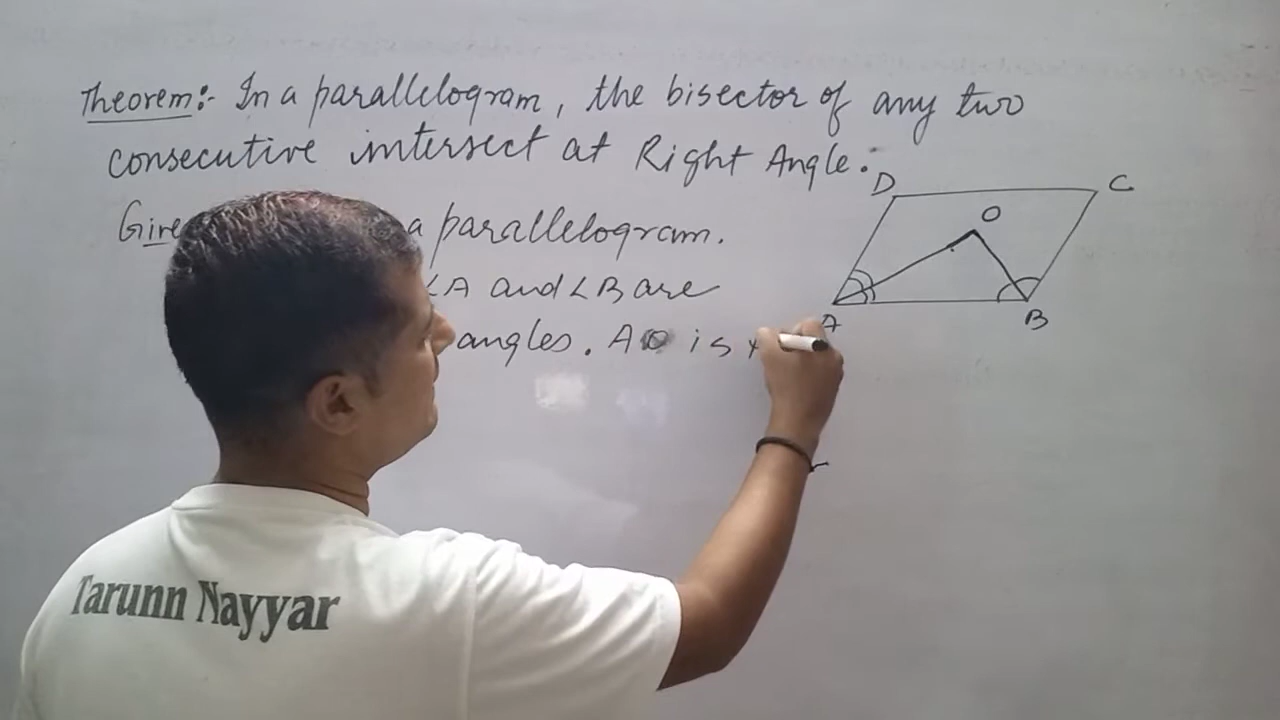 Theorem:- In a parallelogram, the bisector of any two
consecutive intersect at Right Angle.
D
C
a parallelogram.
O
∠A and ∠B are
A
B
angles. AO is
Tarunn Nayyar